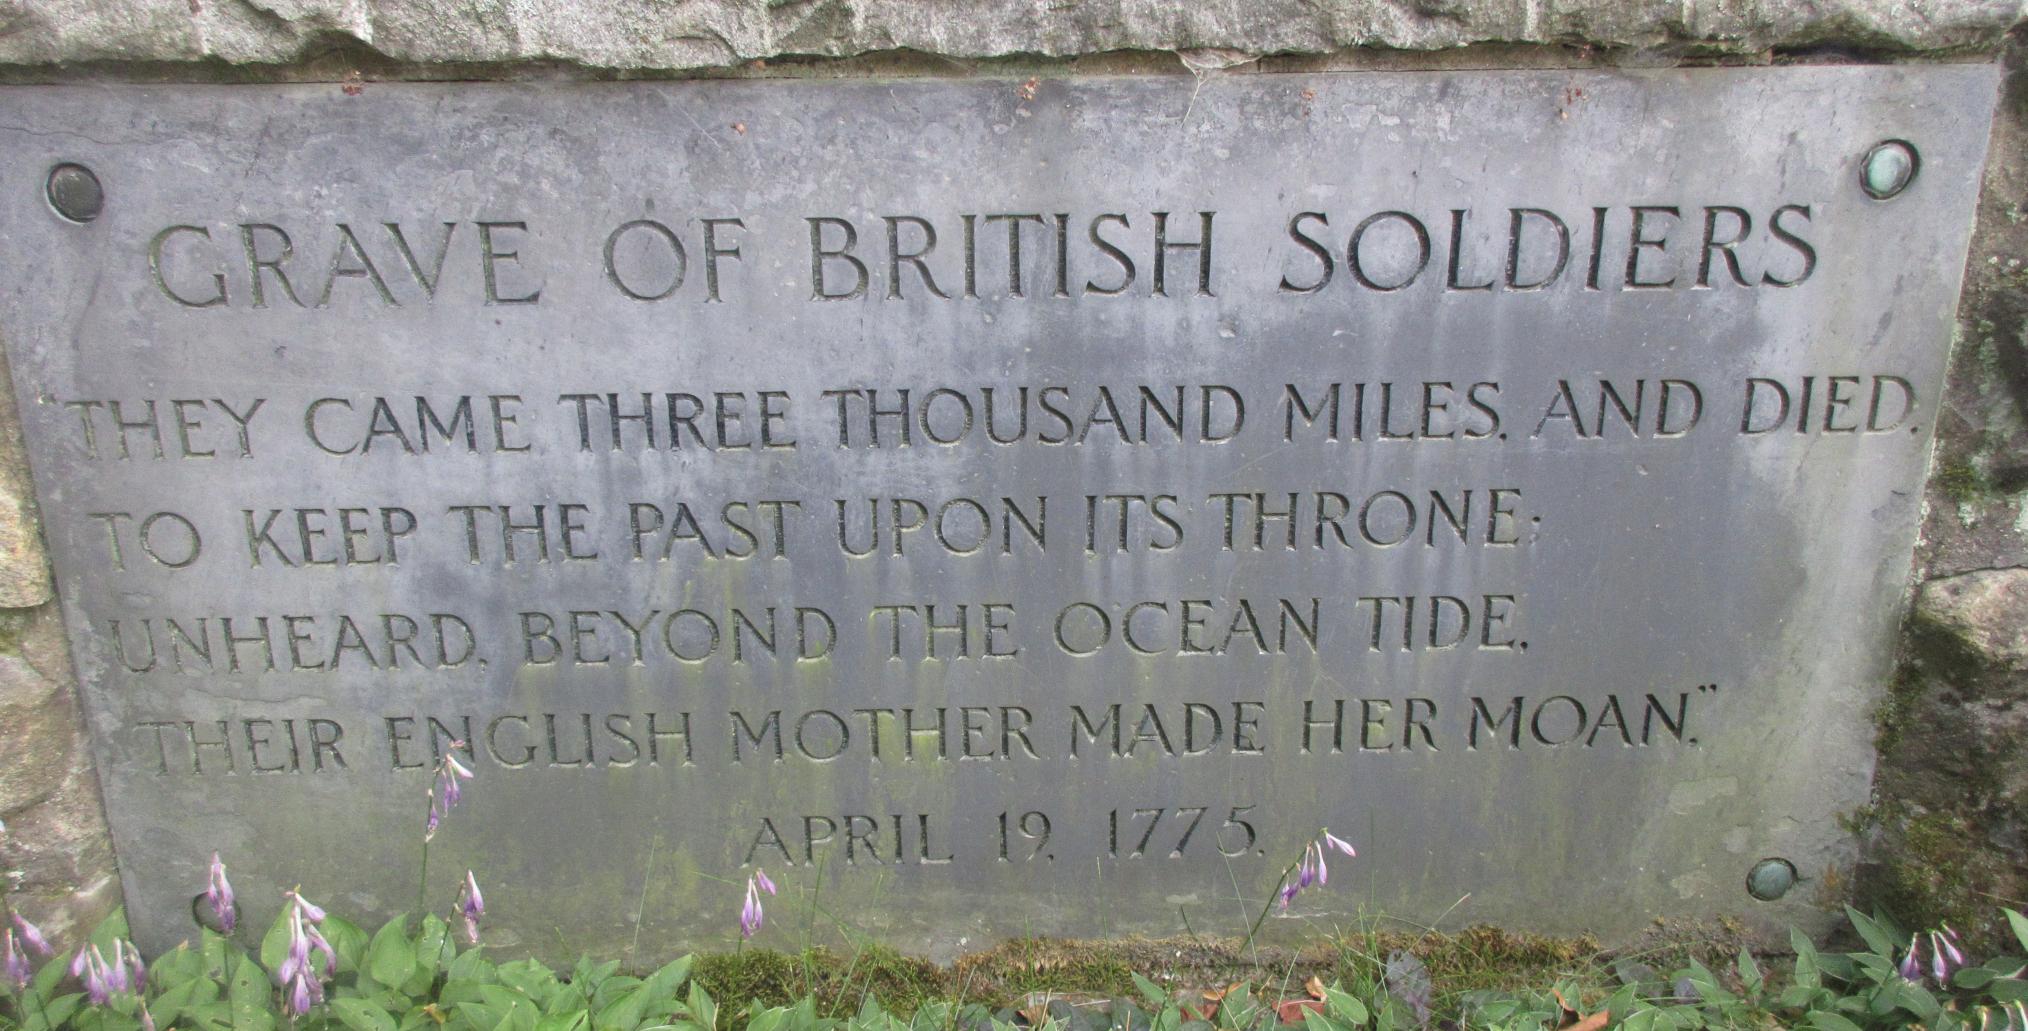 GRAVE OF BRITISH SOLDIERS
"THEY CAME THREE THOUSAND MILES, AND DIED,
TO KEEP THE PAST UPON ITS THRONE:
UNHEARD, BEYOND THE OCEAN TIDE,
THEIR ENGLISH MOTHER MADE HER MOAN."
APRIL 19, 1775.